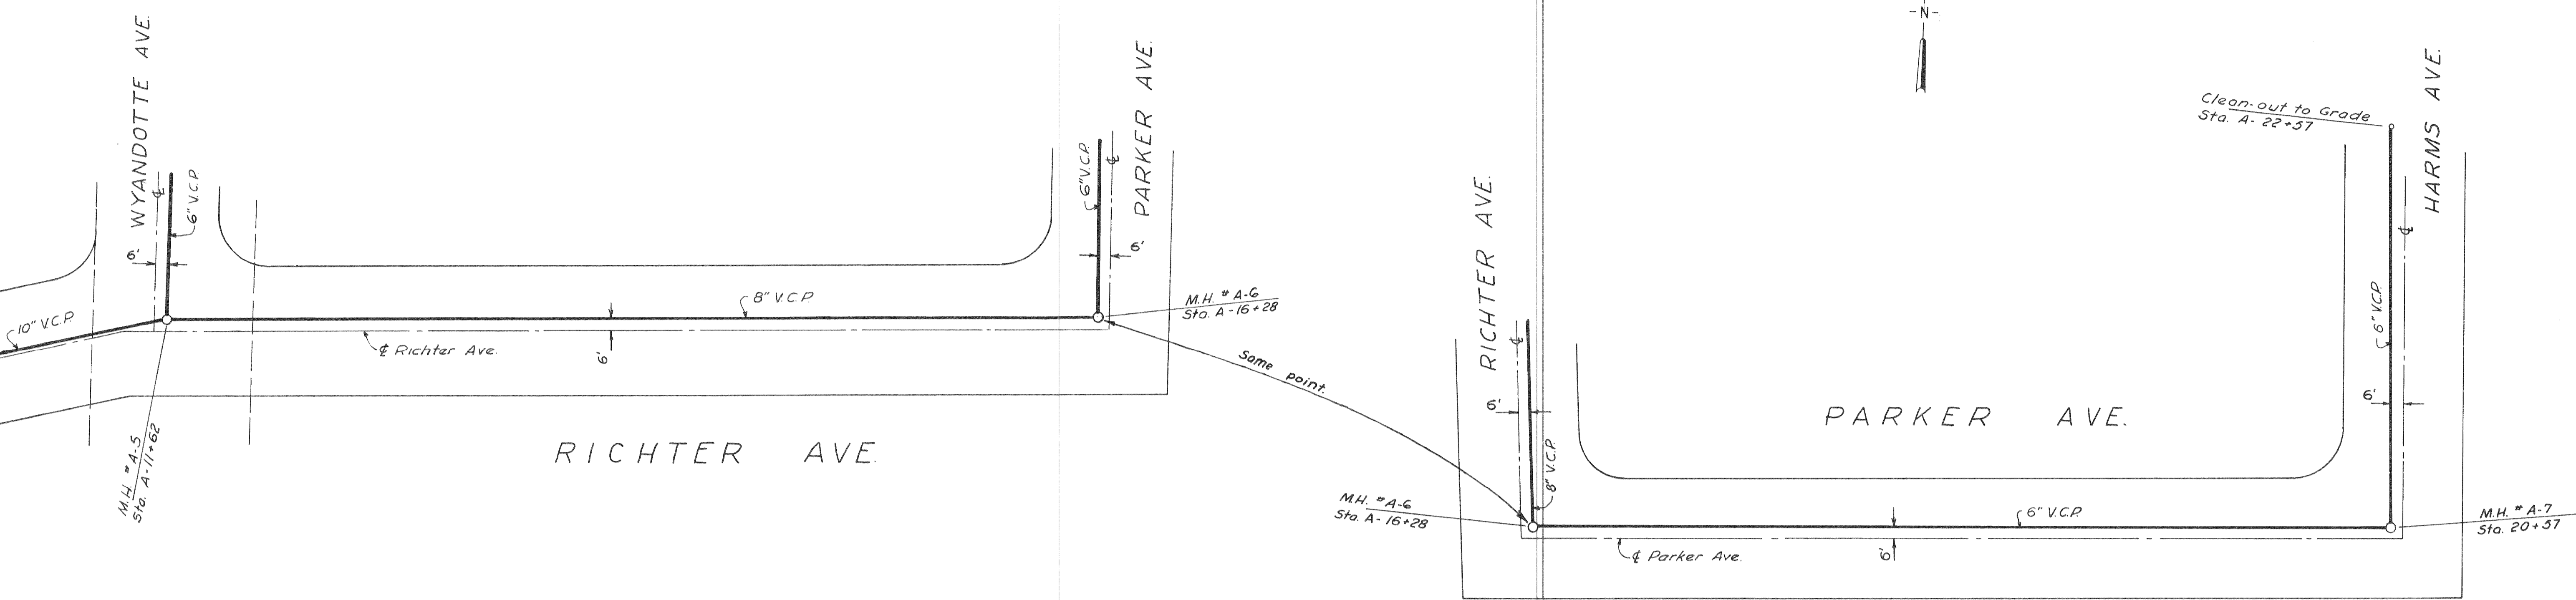 WYANDOTTE AVE.
℄
6" V.C.P.
6'
10" V.C.P.
M.H. # A-5
Sta. A-11+62
℄ Richter Ave.
6'
8" V.C.P.
RICHTER AVE.
6" V.C.P.
℄
PARKER AVE.
6'
M.H. # A-6
Sta. A-16+28
Same point.
-N-
RICHTER AVE.
℄
6'
8" V.C.P.
M.H. # A-6
Sta. A-16+28
℄ Parker Ave.
6'
6" V.C.P.
PARKER AVE.
Clean-out to Grade
Sta. A-22+57
HARMS AVE.
℄
6" V.C.P.
6'
M.H. # A-7
Sta. 20+57